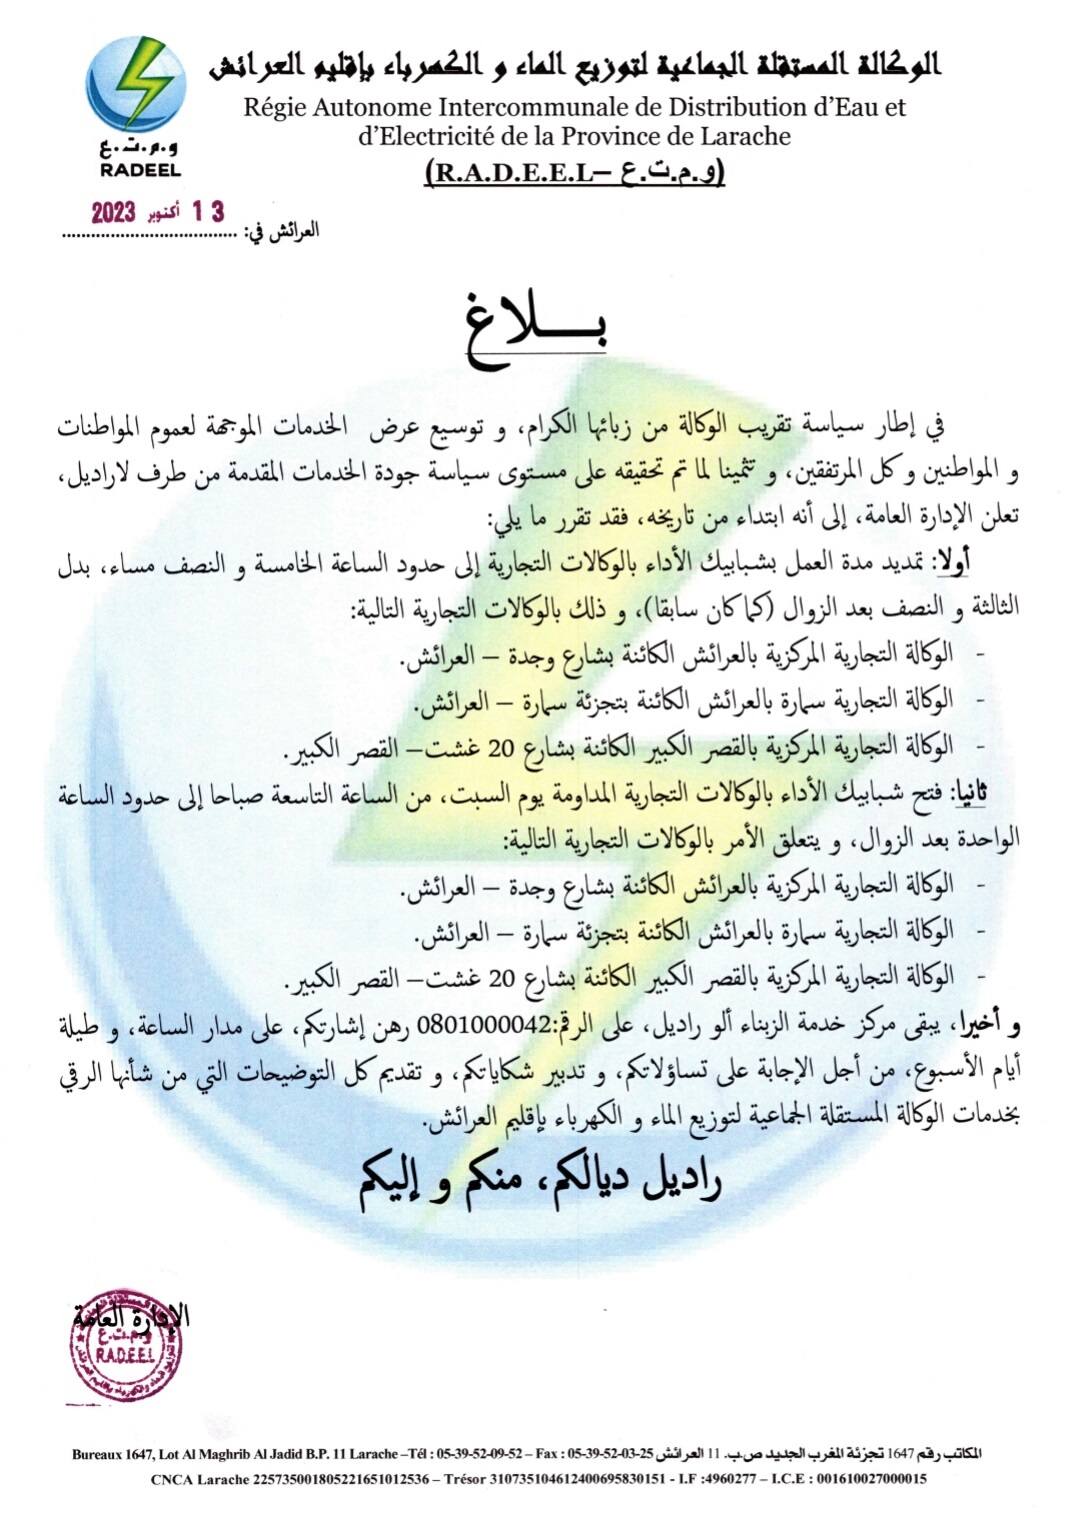 الوكالة المستقلة الجماعية لتوزيع الماء و الكهرباء بإقليم العرائش
Régie Autonome Intercommunale de Distribution d'Eau et
d'Electricité de la Province de Larache
(R.A.D.E.E.L– و.م.ت.ع)
و.م.ت.ع
RADEEL
13 أكتوبر 2023
العرائش في: ....................................
بـــلاغ
في إطار سياسة تقريب الوكالة من زبائها الكرام، و توسيع عرض الخدمات الموجهة لعموم المواطنات
و المواطنين و كل المرتفقين، و تثمينا لما تم تحقيقه على مستوى سياسة جودة الخدمات المقدمة من طرف لاراديل،
تعلن الإدارة العامة، إلى أنه ابتداء من تاريخه، فقد تقرر ما يلي:
أولا: تمديد مدة العمل بشبابيك الأداء بالوكالات التجارية إلى حدود الساعة الخامسة و النصف مساء، بدل
الثالثة و النصف بعد الزوال (كما كان سابقا)، و ذلك بالوكالات التجارية التالية:
- الوكالة التجارية المركزية بالعرائش الكائنة بشارع وجدة – العرائش.
- الوكالة التجارية سمارة بالعرائش الكائنة بتجزئة سمارة – العرائش.
- الوكالة التجارية المركزية بالقصر الكبير الكائنة بشارع 20 غشت– القصر الكبير.
ثانيا: فتح شبابيك الأداء بالوكالات التجارية المداومة يوم السبت، من الساعة التاسعة صباحا إلى حدود الساعة
الواحدة بعد الزوال، و يتعلق الأمر بالوكالات التجارية التالية:
- الوكالة التجارية المركزية بالعرائش الكائنة بشارع وجدة – العرائش.
- الوكالة التجارية سمارة بالعرائش الكائنة بتجزئة سمارة – العرائش.
- الوكالة التجارية المركزية بالقصر الكبير الكائنة بشارع 20 غشت– القصر الكبير.
و أخيرا، يبقى مركز خدمة الزبناء ألو راديل، على الرقم:0801000042 رهن إشارتكم، على مدار الساعة، و طيلة
أيام الأسبوع، من أجل الإجابة على تساؤلاتكم، و تدبير شكاياتكم، و تقديم كل التوضيحات التي من شأنها الرقي
بخدمات الوكالة المستقلة الجماعية لتوزيع الماء و الكهرباء بإقليم العرائش.
راديل ديالكم، منكم و إليكم
الإدارة العامة
و.م.ت.ع
R.A.D.E.E.L
Bureaux 1647, Lot Al Maghrib Al Jadid B.P. 11 Larache –Tél : 05-39-52-09-52 – Fax : 05-39-52-03-25 المكاتب رقم 1647 تجزئة المغرب الجديد ص.ب. 11 العرائش
CNCA Larache 2257350018052216510​12536 – Trésor 310735104612400695830151 - I.F :4960277 – I.C.E : 001610027000015